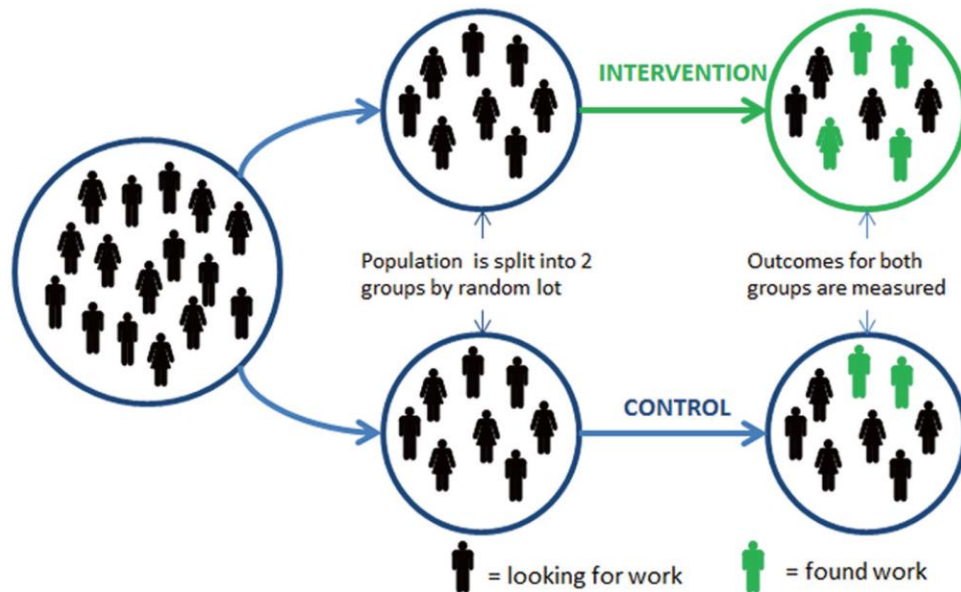 INTERVENTION
Population is split into 2
groups by random lot
Outcomes for both
groups are measured
CONTROL
= looking for work
= found work